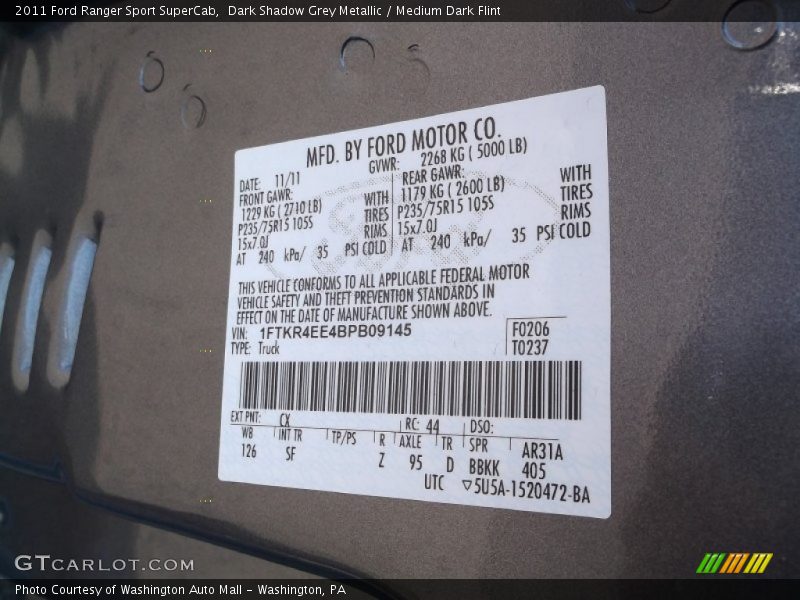 2011 Ford Ranger Sport SuperCab,  Dark Shadow Grey Metallic / Medium Dark Flint
MFD. BY FORD MOTOR CO.
DATE: 11/11 GVWR: 2268 KG ( 5000 LB)
FRONT GAWR: REAR GAWR:
1229 KG ( 2710 LB) WITH 1179 KG ( 2600 LB) WITH
P235/75R15 105S TIRES P235/75R15 105S TIRES
15x7.0J RIMS 15x7.0J RIMS
AT 240 kPa/ 35 PSI COLD AT 240 kPa/ 35 PSI COLD
THIS VEHICLE CONFORMS TO ALL APPLICABLE FEDERAL MOTOR
VEHICLE SAFETY AND THEFT PREVENTION STANDARDS IN
EFFECT ON THE DATE OF MANUFACTURE SHOWN ABOVE.
VIN: 1FTKR4EE4BPB09145 F0206
TYPE: Truck T0237
EXT PNT: CX RC: 44 DSO:
WB INT TR TP/PS R AXLE TR SPR AR31A
126 SF Z 95 D BBKK 405
UTC ▽5U5A-1520472-BA
GTCARLOT.COM
Photo Courtesy of Washington Auto Mall - Washington, PA